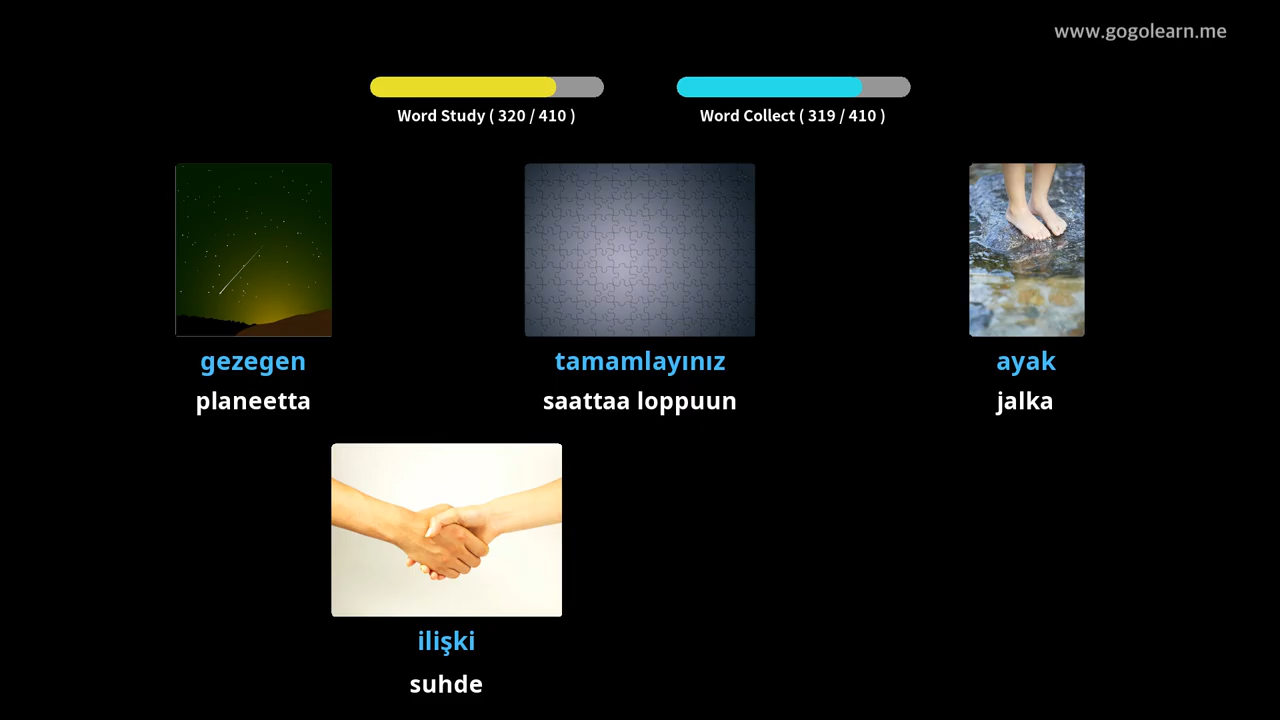 www.gogolearn.me
Word Study ( 320 / 410 )
Word Collect ( 319 / 410 )
gezegen
planeetta
tamamlayınız
saattaa loppuun
ayak
jalka
ilişki
suhde